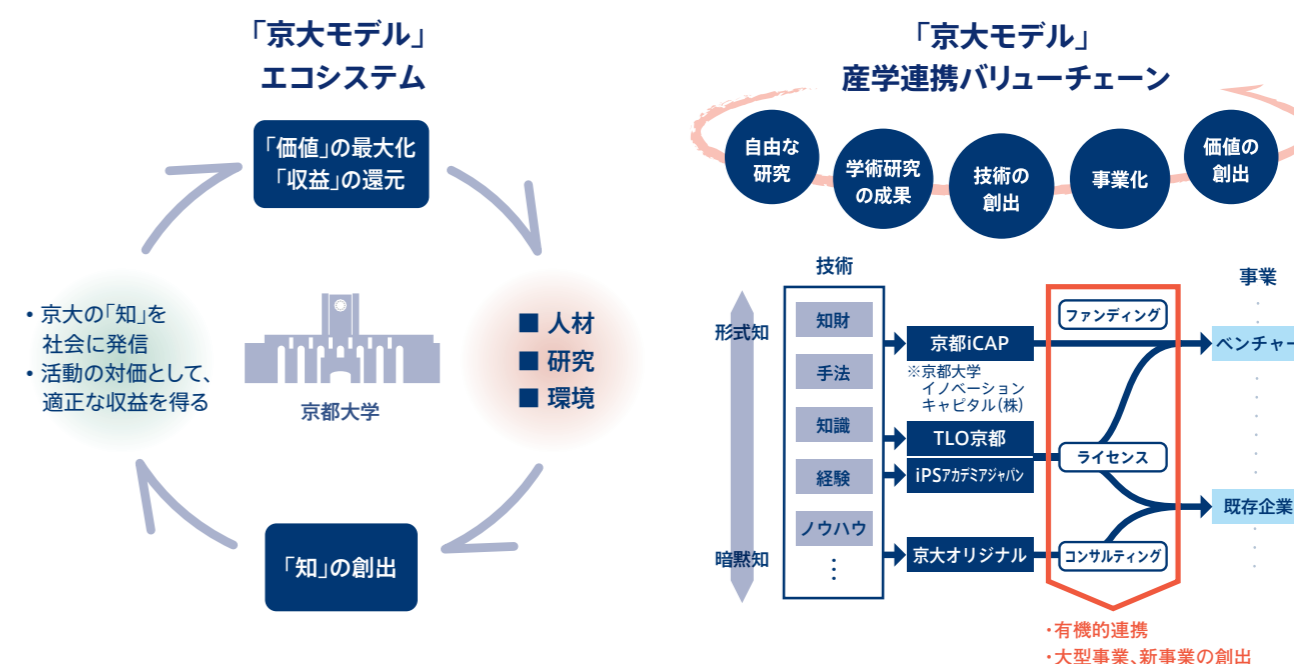 「京大モデル」
エコシステム
「価値」の最大化
「収益」の還元
・京大の「知」を
社会に発信
・活動の対価として、
適正な収益を得る
京都大学
■ 人材
■ 研究
■ 環境
「知」の創出
「京大モデル」
産学連携バリューチェーン
自由な
研究
学術研究
の成果
技術の
創出
事業化
価値の
創出
技術
事業
形式知
暗黙知
知財
手法
知識
経験
ノウハウ
⋮
京都iCAP
※京都大学
イノベーション
キャピタル(株)
TLO京都
iPSアカデミアジャパン
京大オリジナル
ファンディング
ライセンス
コンサルティング
ベンチャー
既存企業
・有機的連携
・大型事業、新事業の創出